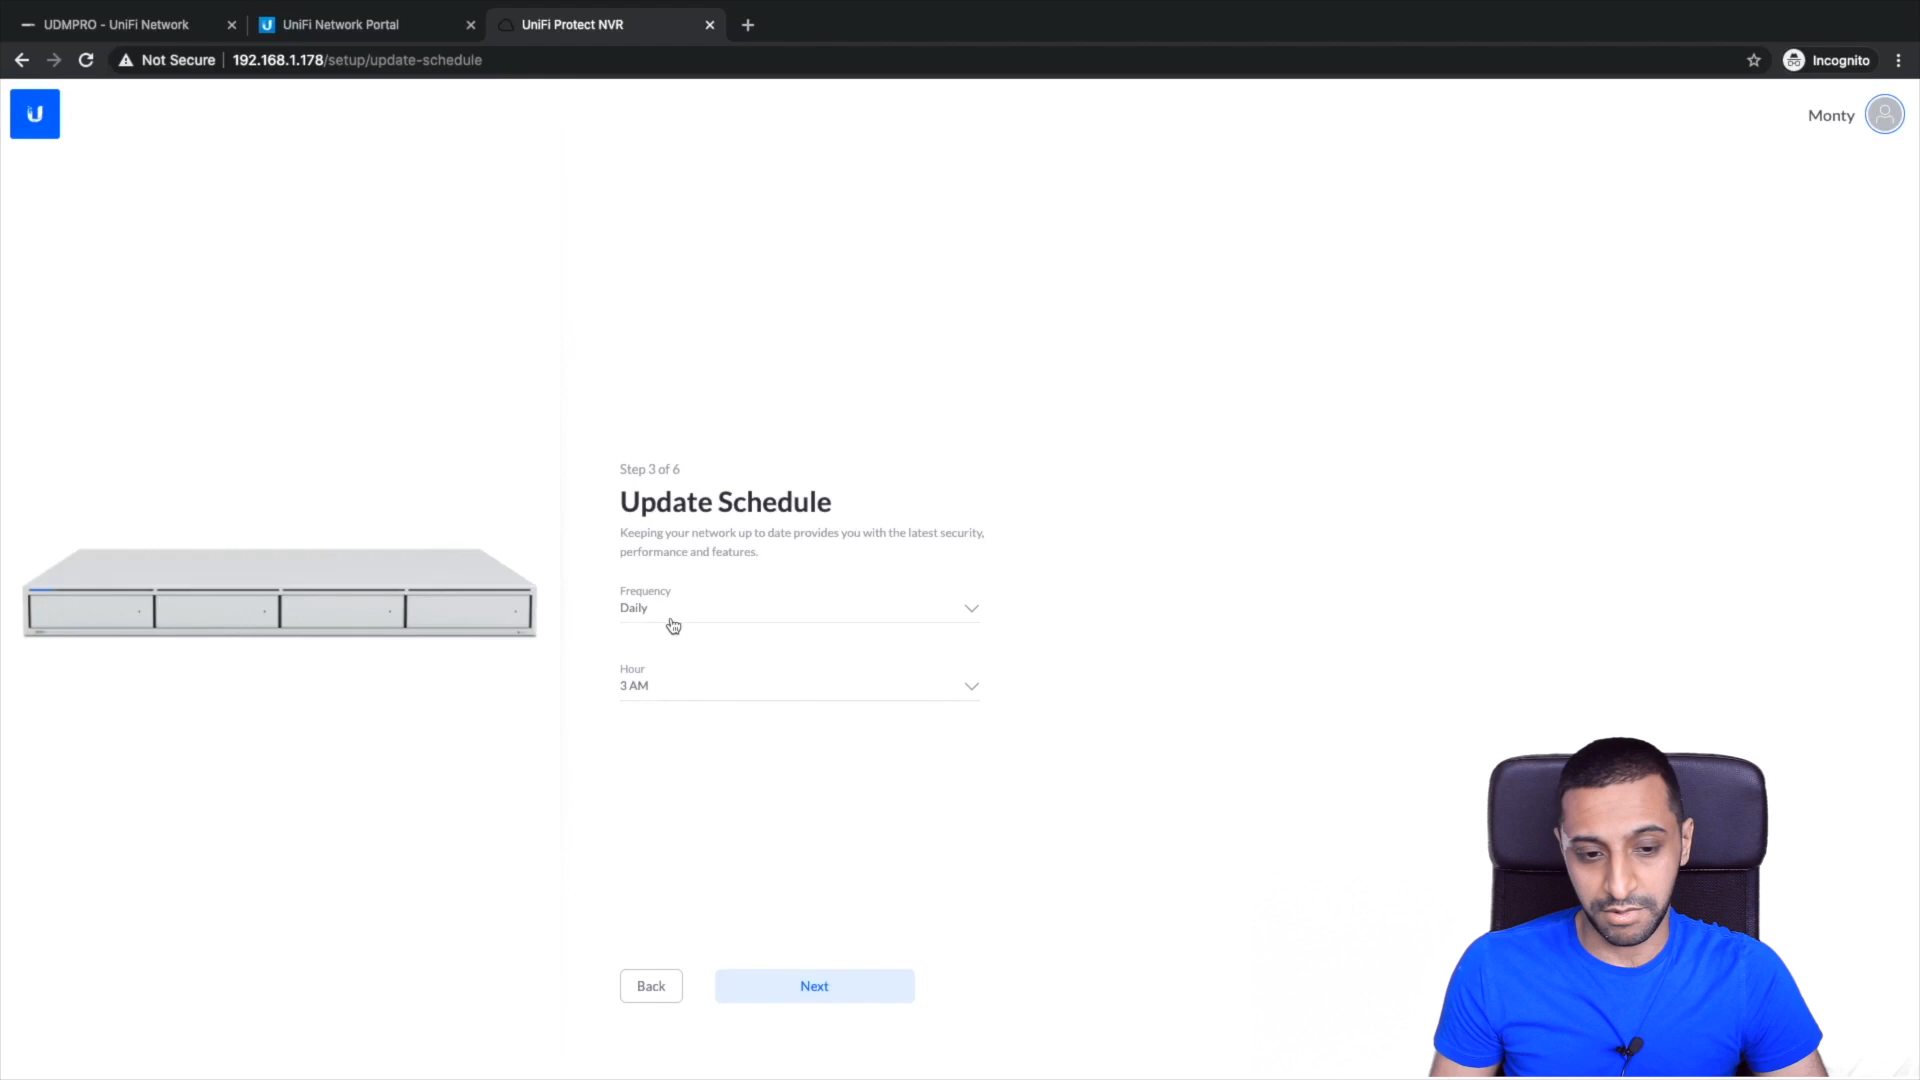 UDMPRO - UniFi Network
UniFi Network Portal
UniFi Protect NVR
Not Secure
192.168.1.178/setup/update-schedule
Incognito
U
Monty
Step 3 of 6
Update Schedule
Keeping your network up to date provides you with the latest security,
performance and features.
Frequency
Daily
Hour
3 AM
Back
Next